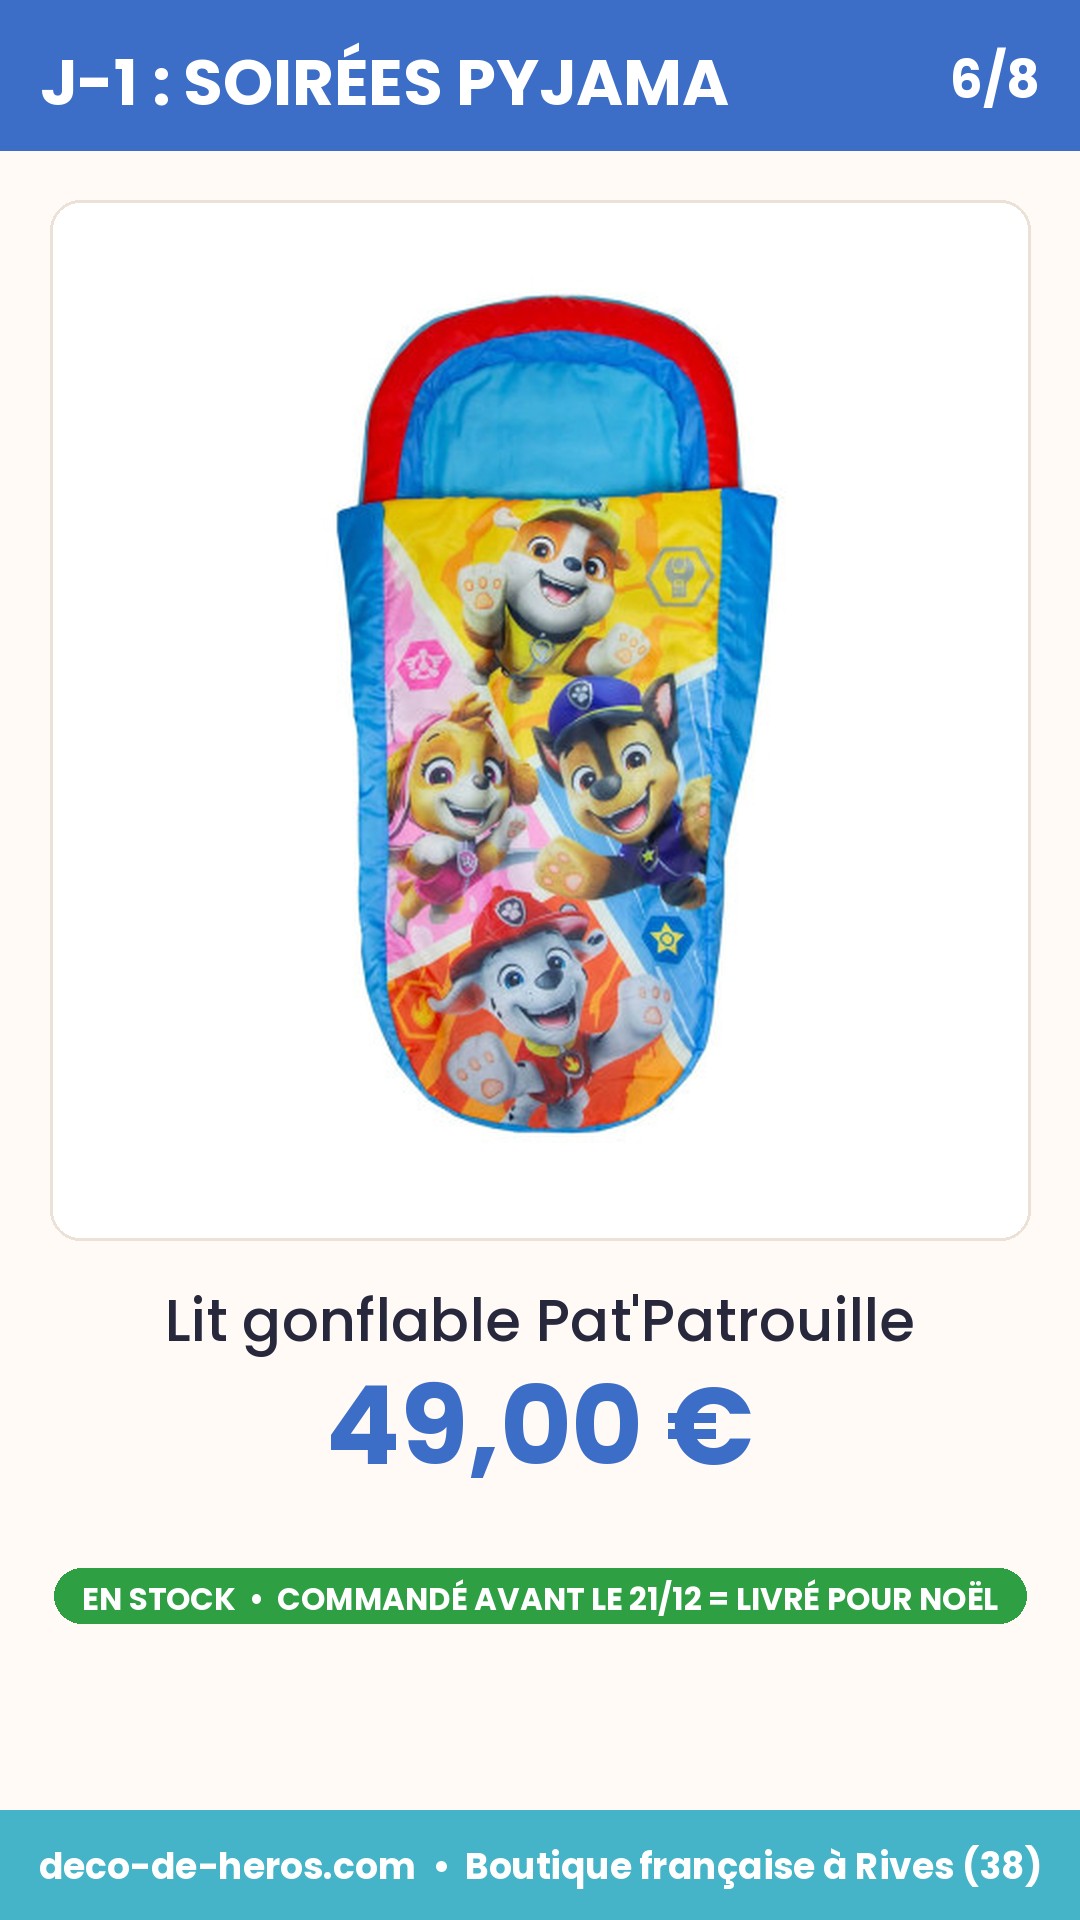 J-1 : SOIRÉES PYJAMA
6/8
Lit gonflable Pat'Patrouille
49,00 €
EN STOCK • COMMANDÉ AVANT LE 21/12 = LIVRÉ POUR NOËL
deco-de-heros.com • Boutique française à Rives (38)